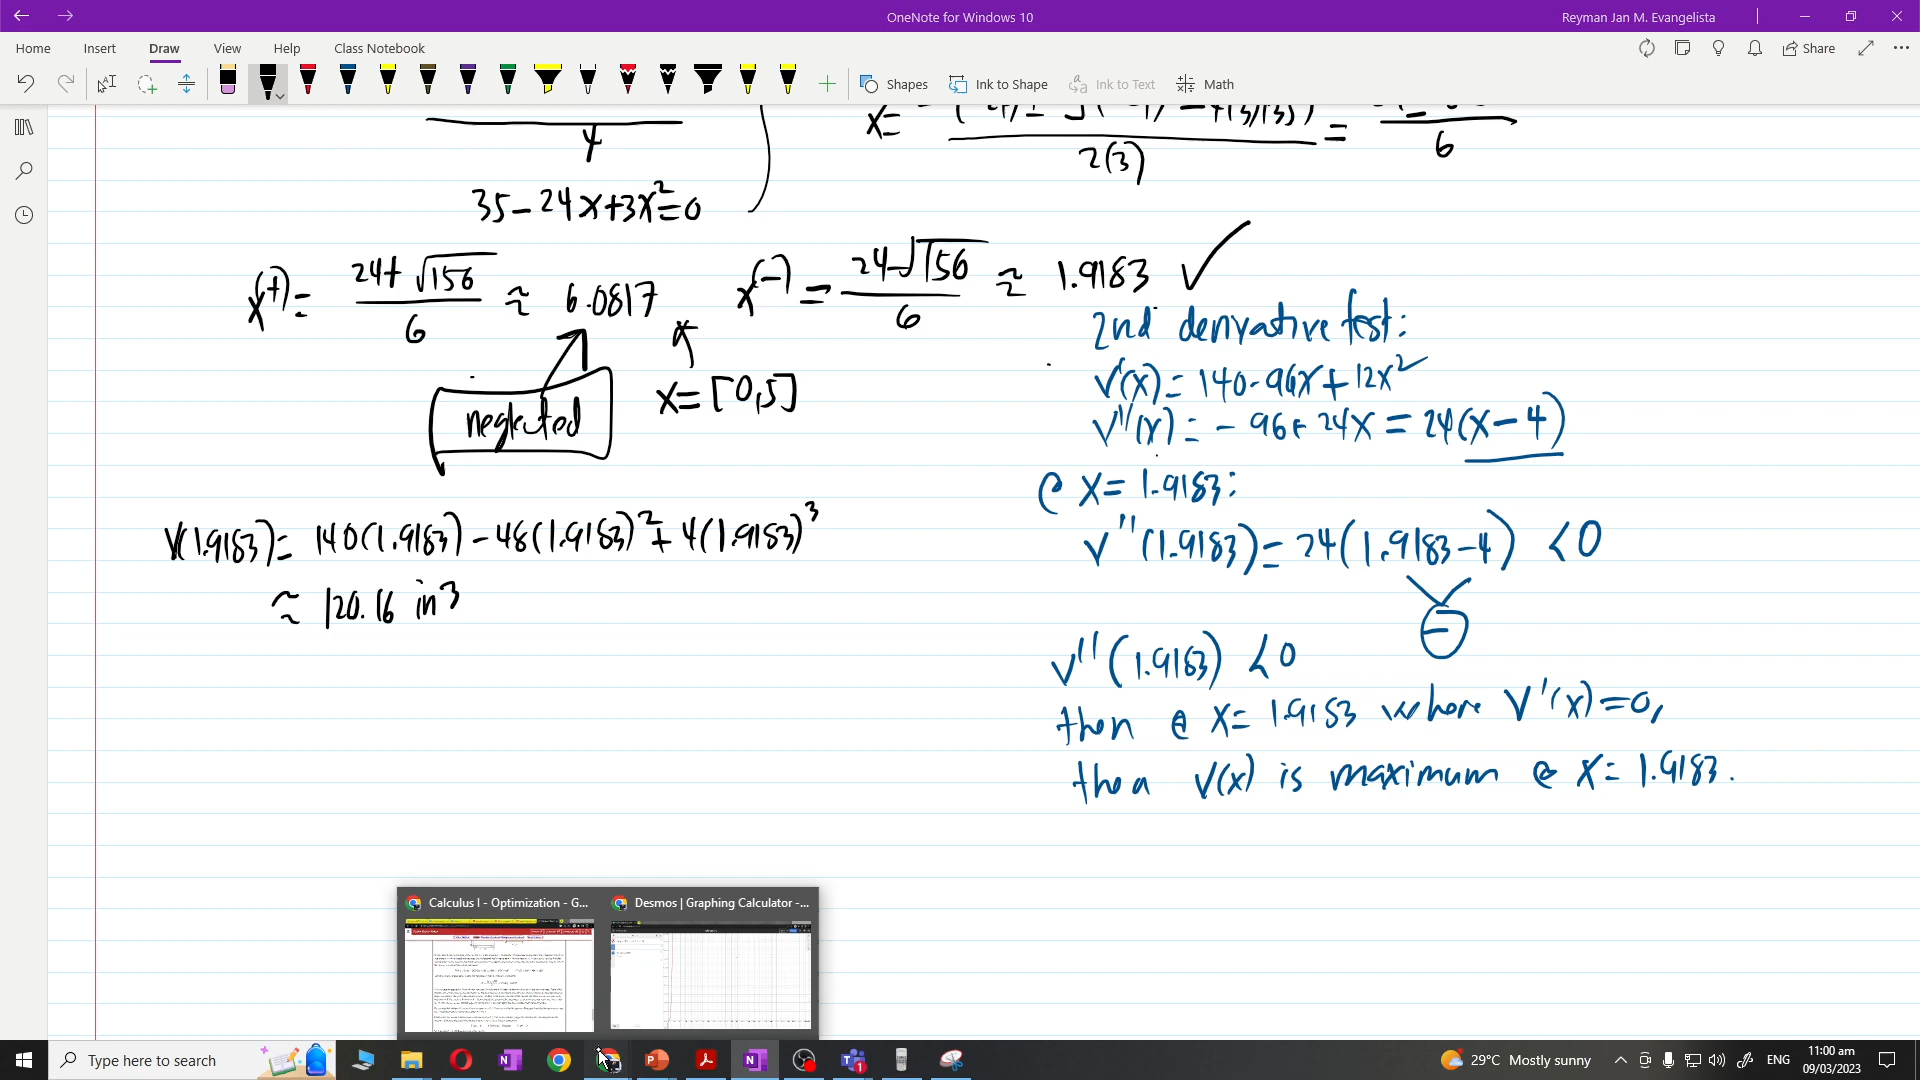 OneNote for Windows 10
Reyman Jan M. Evangelista
Home Insert Draw View Help Class Notebook
Share
Shapes Ink to Shape Ink to Text Math
4
x=
2(3)
=
6
35-24x+3x²=0
x(+) = 24+√156 / 6 ≈ 6.0817
x(-) = 24-√156 / 6 ≈ 1.9183 ✓
neglected
x=[0,5]
2nd derivative test:
V'(x)=140-96x+12x²
V''(x)=-96+24x=24(x-4)
@ x=1.9183:
V''(1.9183)=24(1.9183-4) <0
-
V''(1.9183) <0
then @ x=1.9183 where V'(x)=0,
then V(x) is maximum @ x=1.9183.
V(1.9183)=140(1.9183)-48(1.9183)²+4(1.9183)³
≈ 120.16 in³
Calculus I - Optimization - G...
Desmos | Graphing Calculator -...
Type here to search
29°C Mostly sunny
ENG
11:00 am
09/03/2023